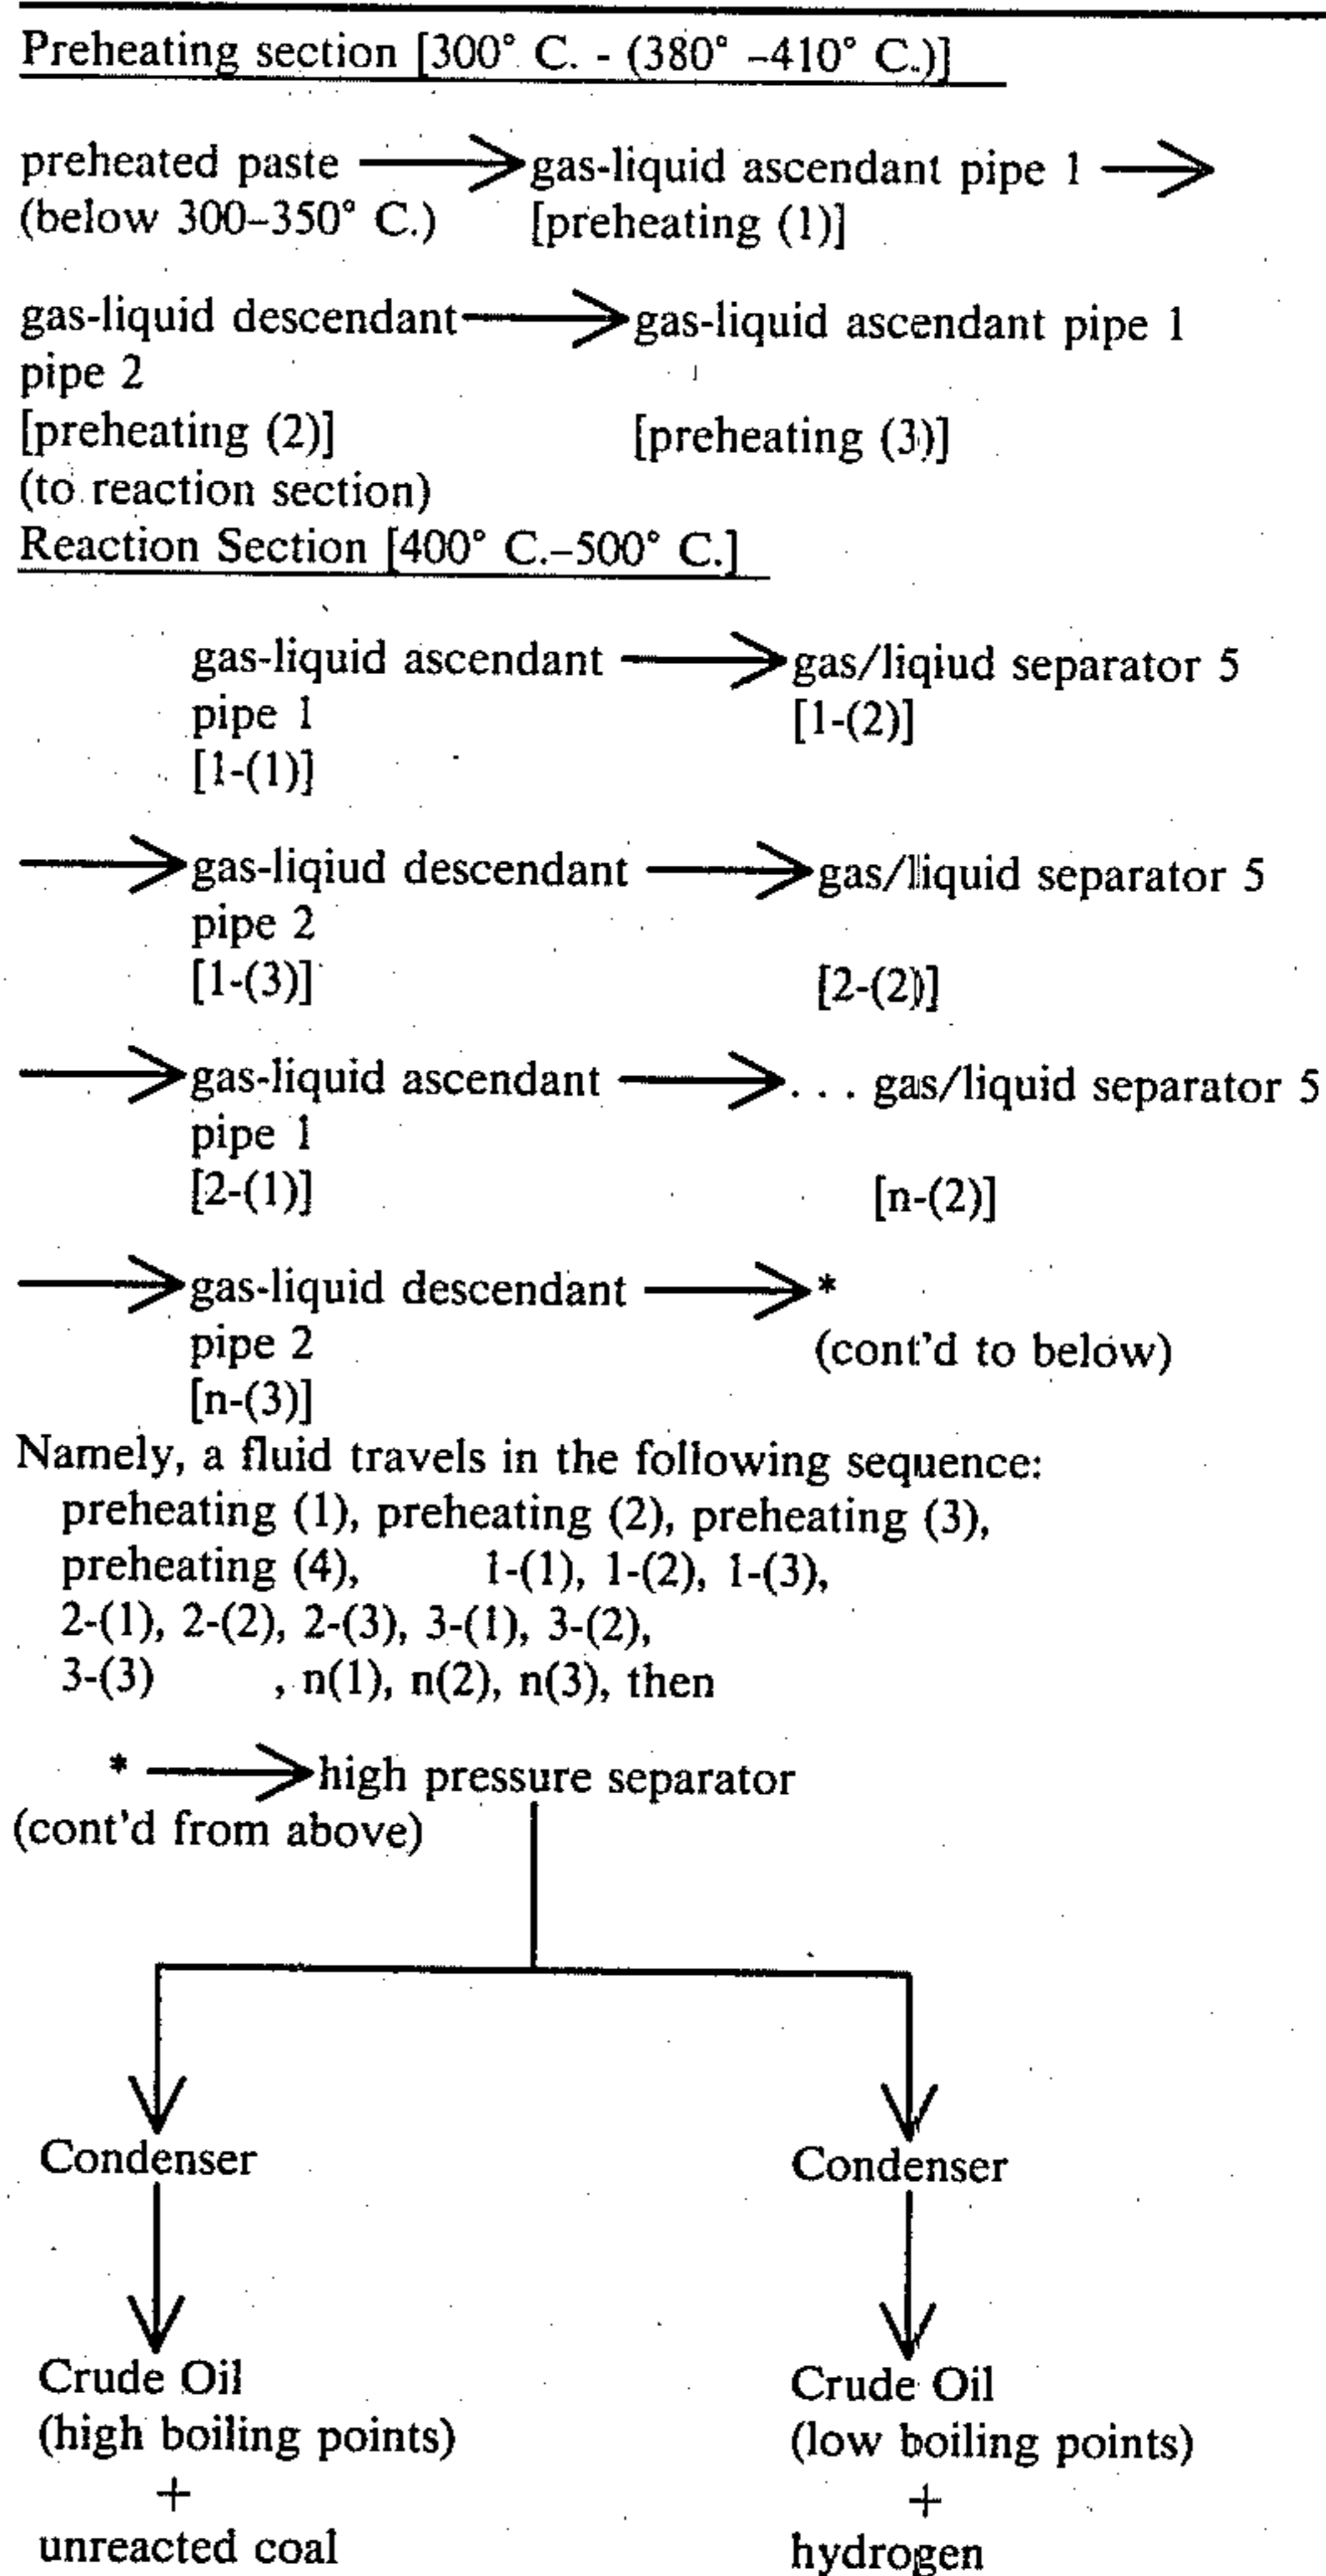 Preheating section [300° C. - (380° –410° C.)]
preheated paste ⟶ gas-liquid ascendant pipe 1 ⟶
(below 300–350° C.) [preheating (1)]
gas-liquid descendant ⟶ gas-liquid ascendant pipe 1
pipe 2
[preheating (2)] [preheating (3)]
(to reaction section)
Reaction Section [400° C.–500° C.]
gas-liquid ascendant ⟶ gas/liqiud separator 5
pipe 1 [1-(2)]
[1-(1)]
⟶ gas-liqiud descendant ⟶ gas/liquid separator 5
pipe 2
[1-(3)] [2-(2)]
⟶ gas-liquid ascendant ⟶ . . . gas/liquid separator 5
pipe 1
[2-(1)] [n-(2)]
⟶ gas-liquid descendant ⟶ *
pipe 2 (cont'd to below)
[n-(3)]
Namely, a fluid travels in the following sequence:
preheating (1), preheating (2), preheating (3),
preheating (4), 1-(1), 1-(2), 1-(3),
2-(1), 2-(2), 2-(3), 3-(1), 3-(2),
3-(3) , n(1), n(2), n(3), then
* ⟶ high pressure separator
(cont'd from above)
Condenser Condenser
Crude Oil Crude Oil
(high boiling points) (low boiling points)
+ +
unreacted coal hydrogen